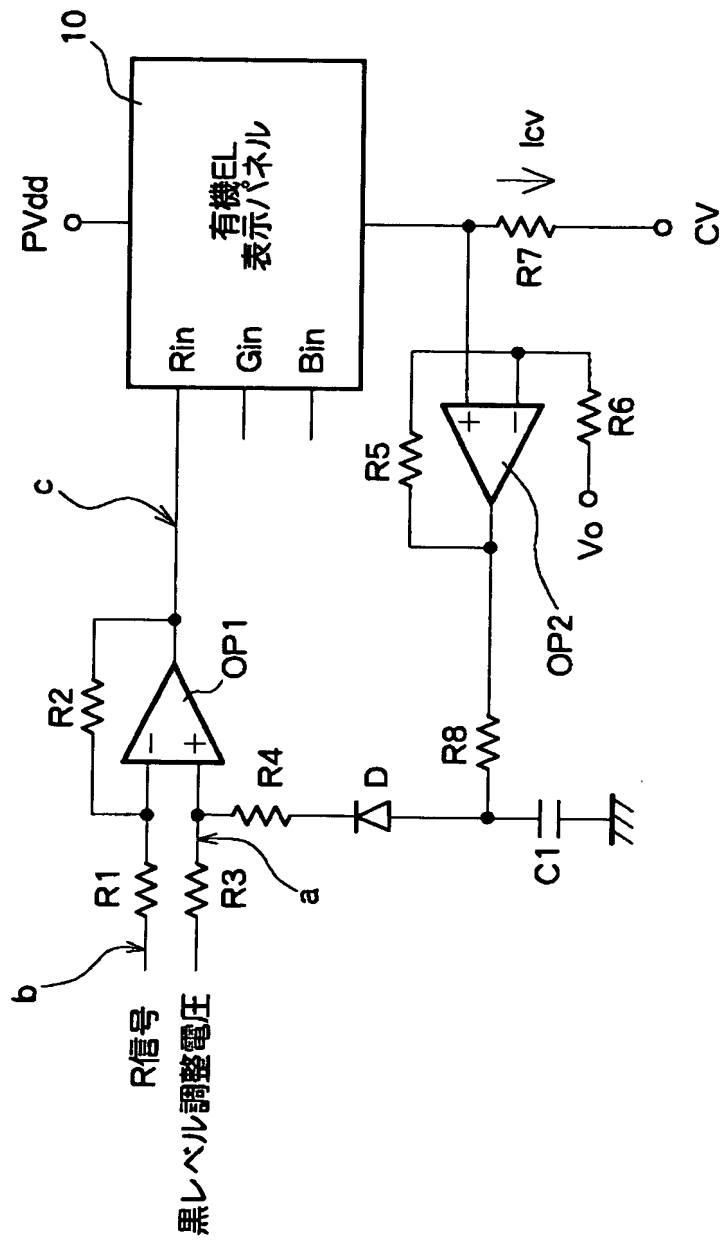 10
PVdd
有機EL
表示パネル
Rin
Gin
Bin
c
R2
OP1
−
+
R1
R3
R4
a
b
R信号
黒レベル調整電圧
D
C1
R8
R5
OP2
+
−
R6
Vo
R7
Icv
CV